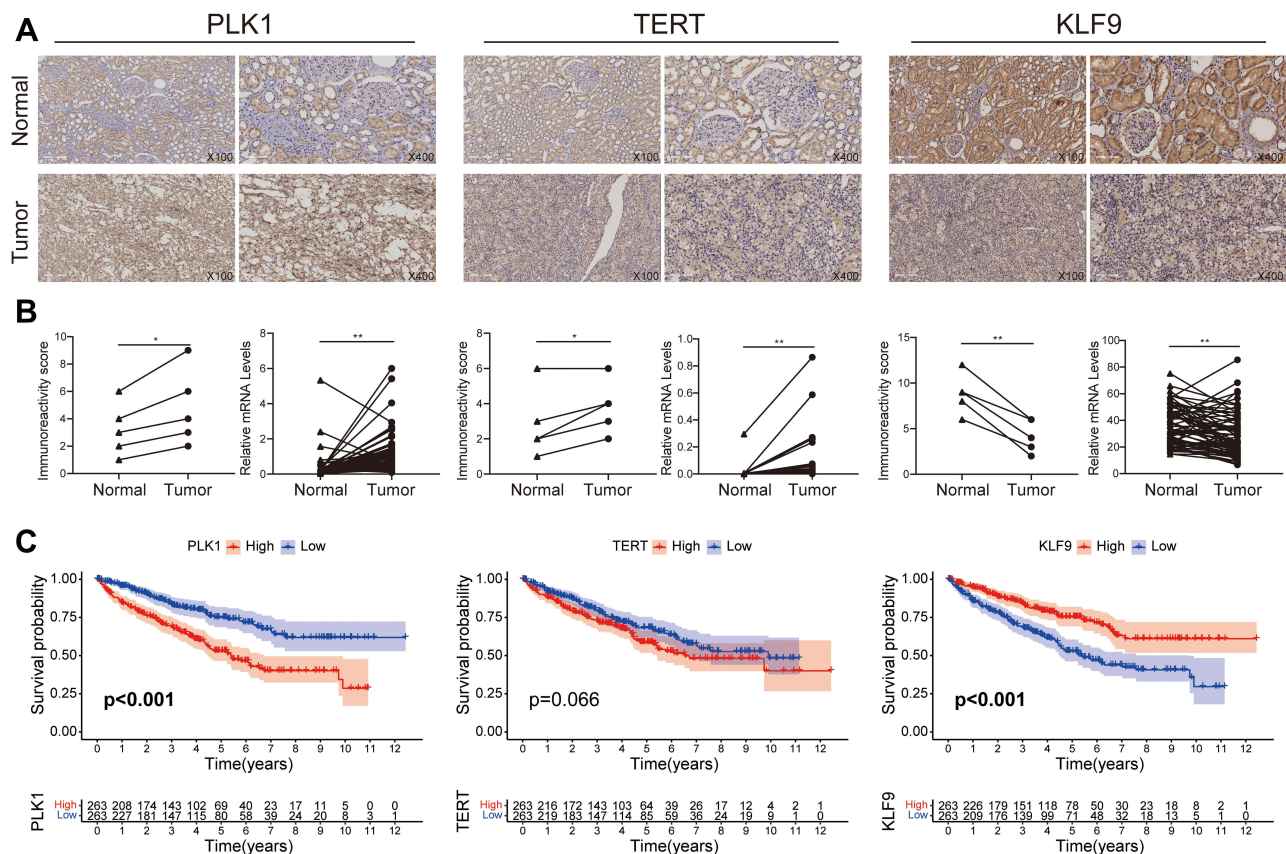 A
PLK1
TERT
KLF9
Normal
X100
X400
X100
X400
X100
X400
Tumor
X100
X400
X100
X400
X100
X400
B
Immunoreactivity score
10
8
6
4
2
0
*
Normal Tumor
Relative mRNA Levels
8
6
4
2
0
**
Normal Tumor
Immunoreactivity score
8
6
4
2
0
*
Normal Tumor
Relative mRNA Levels
1.0
0.8
0.6
0.4
0.2
0.0
**
Normal Tumor
Immunoreactivity score
15
10
5
0
**
Normal Tumor
Relative mRNA Levels
100
80
60
40
20
0
**
Normal Tumor
C
PLK1 High Low
Survival probability
1.00
0.75
0.50
0.25
0.00
p<0.001
0 1 2 3 4 5 6 7 8 9 10 11 12
Time(years)
PLK1
High 263 208 174 143 102 69 40 23 17 11 5 0 0
Low 263 227 181 147 115 80 58 39 24 20 8 3 1
0 1 2 3 4 5 6 7 8 9 10 11 12
Time(years)
TERT High Low
Survival probability
1.00
0.75
0.50
0.25
0.00
p=0.066
0 1 2 3 4 5 6 7 8 9 10 11 12
Time(years)
TERT
High 263 216 172 143 103 64 39 26 17 12 4 2 1
Low 263 219 183 147 114 85 59 36 24 19 9 1 0
0 1 2 3 4 5 6 7 8 9 10 11 12
Time(years)
KLF9 High Low
Survival probability
1.00
0.75
0.50
0.25
0.00
p<0.001
0 1 2 3 4 5 6 7 8 9 10 11 12
Time(years)
KLF9
High 263 226 179 151 118 78 50 30 23 18 8 2 1
Low 263 209 176 139 99 71 48 32 18 13 5 1 0
0 1 2 3 4 5 6 7 8 9 10 11 12
Time(years)